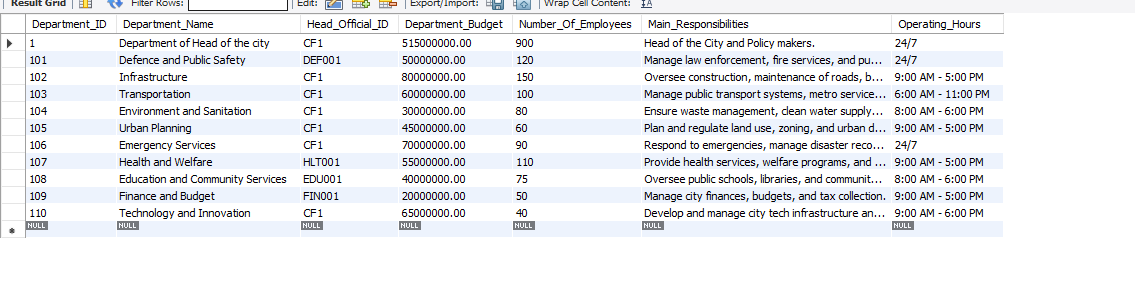 Result Grid Filter Rows: Edit: Export/Import: Wrap Cell Content: IA
Department_ID Department_Name Head_Official_ID Department_Budget Number_Of_Employees Main_Responsibilities Operating_Hours
1 Department of Head of the city CF1 515000000.00 900 Head of the City and Policy makers. 24/7
101 Defence and Public Safety DEF001 50000000.00 120 Manage law enforcement, fire services, and pu... 24/7
102 Infrastructure CF1 80000000.00 150 Oversee construction, maintenance of roads, b... 9:00 AM - 5:00 PM
103 Transportation CF1 60000000.00 100 Manage public transport systems, metro service... 6:00 AM - 11:00 PM
104 Environment and Sanitation CF1 30000000.00 80 Ensure waste management, clean water supply... 8:00 AM - 6:00 PM
105 Urban Planning CF1 45000000.00 60 Plan and regulate land use, zoning, and urban d... 9:00 AM - 5:00 PM
106 Emergency Services CF1 70000000.00 90 Respond to emergencies, manage disaster reco... 24/7
107 Health and Welfare HLT001 55000000.00 110 Provide health services, welfare programs, and ... 9:00 AM - 5:00 PM
108 Education and Community Services EDU001 40000000.00 75 Oversee public schools, libraries, and communit... 8:00 AM - 6:00 PM
109 Finance and Budget FIN001 20000000.00 50 Manage city finances, budgets, and tax collection. 9:00 AM - 5:00 PM
110 Technology and Innovation CF1 65000000.00 40 Develop and manage city tech infrastructure an... 9:00 AM - 6:00 PM
NULL NULL NULL NULL NULL NULL NULL